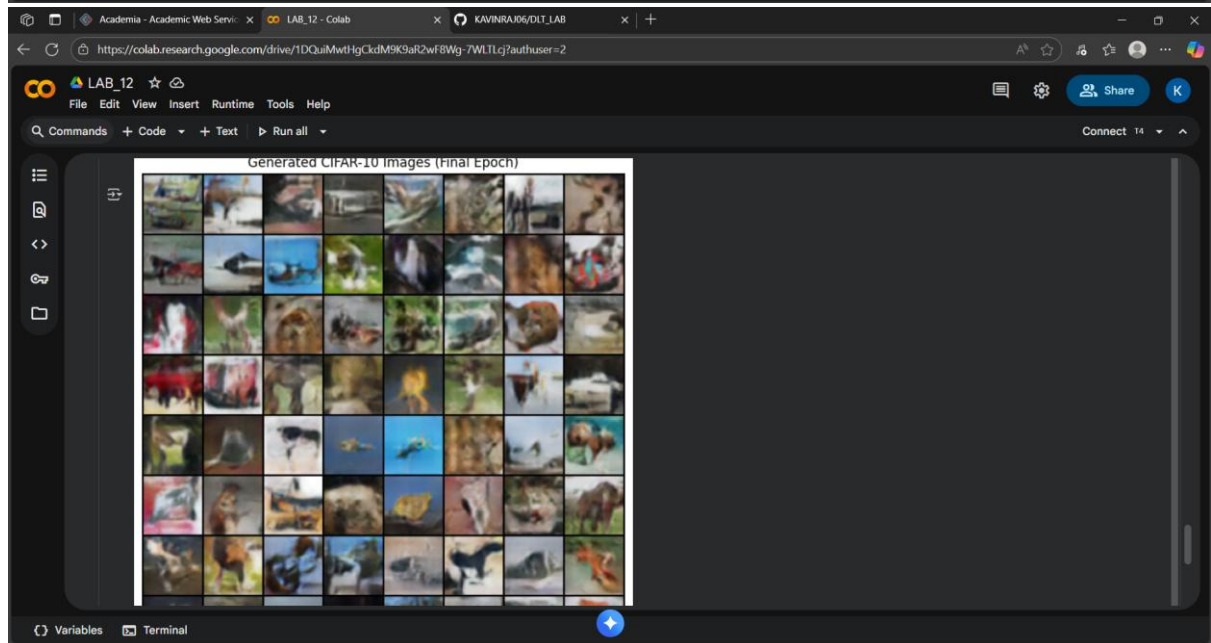 Academia - Academic Web Servic
LAB_12 - Colab
KAVINRAJ06/DLT_LAB
https://colab.research.google.com/drive/1DQuiMwtHgCkdM9K9aR2wF8Wg-7WLTLcj?authuser=2
LAB_12
Share
K
File Edit View Insert Runtime Tools Help
Commands + Code + Text Run all
Connect T4
Generated CIFAR-10 Images (Final Epoch)
Variables Terminal